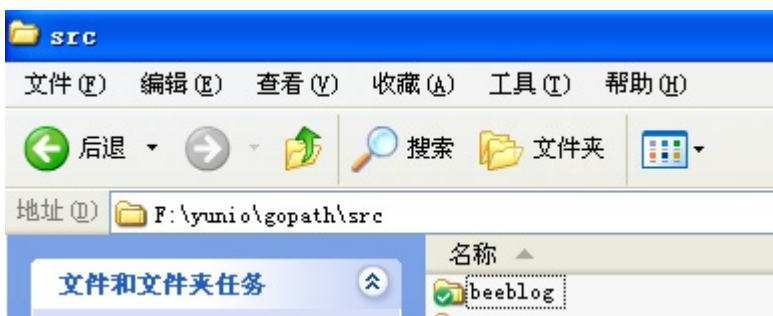 src
文件(F) 编辑(E) 查看(V) 收藏(A) 工具(T) 帮助(H)
后退 搜索 文件夹
地址(D) F:\yunio\gopath\src
名称
文件和文件夹任务
beeblog